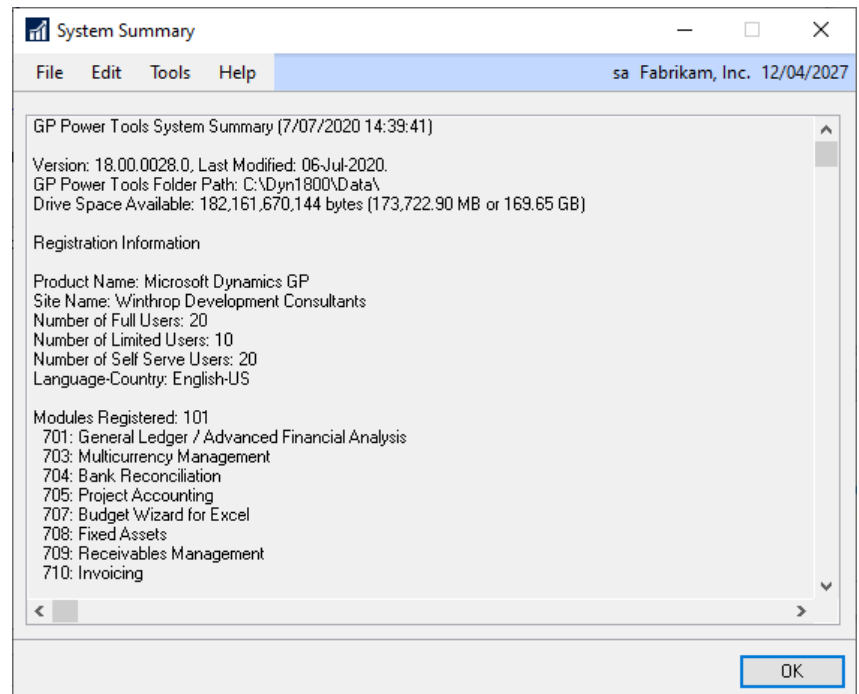 System Summary
File Edit Tools Help sa Fabrikam, Inc. 12/04/2027
GP Power Tools System Summary (7/07/2020 14:39:41)
Version: 18.00.0028.0, Last Modified: 06-Jul-2020.
GP Power Tools Folder Path: C:\Dyn1800\Data\
Drive Space Available: 182,161,670,144 bytes (173,722.90 MB or 169.65 GB)
Registration Information
Product Name: Microsoft Dynamics GP
Site Name: Winthrop Development Consultants
Number of Full Users: 20
Number of Limited Users: 10
Number of Self Serve Users: 20
Language-Country: English-US
Modules Registered: 101
701: General Ledger / Advanced Financial Analysis
703: Multicurrency Management
704: Bank Reconciliation
705: Project Accounting
707: Budget Wizard for Excel
708: Fixed Assets
709: Receivables Management
710: Invoicing
OK